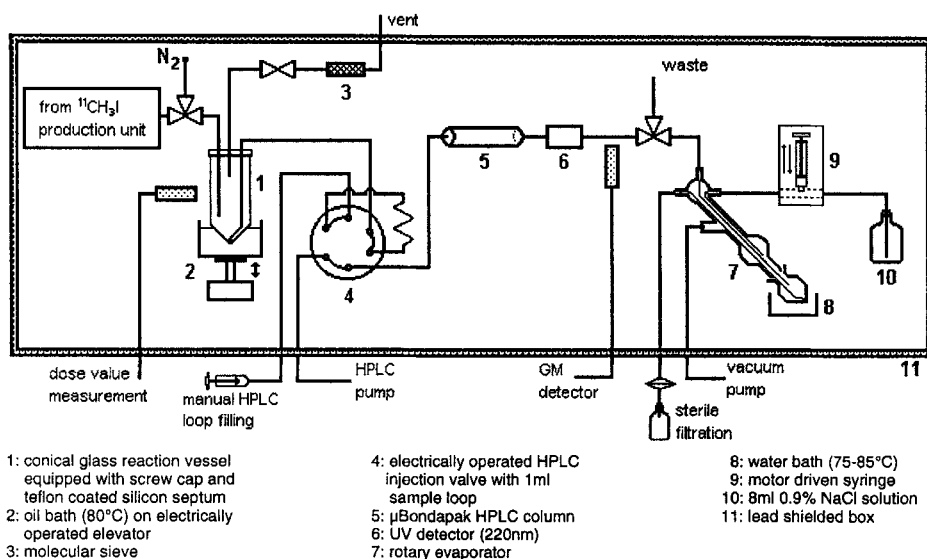 vent
N2
waste
from 11CH3I
production unit
3
9
1
5
6
2
4
7
10
8
11
dose value
measurement
manual HPLC
loop filling
HPLC
pump
GM
detector
vacuum
pump
sterile
filtration
1: conical glass reaction vessel
equipped with screw cap and
teflon coated silicon septum
2: oil bath (80°C) on electrically
operated elevator
3: molecular sieve
4: electrically operated HPLC
injection valve with 1ml
sample loop
5: µBondapak HPLC column
6: UV detector (220nm)
7: rotary evaporator
8: water bath (75-85°C)
9: motor driven syringe
10: 8ml 0.9% NaCl solution
11: lead shielded box